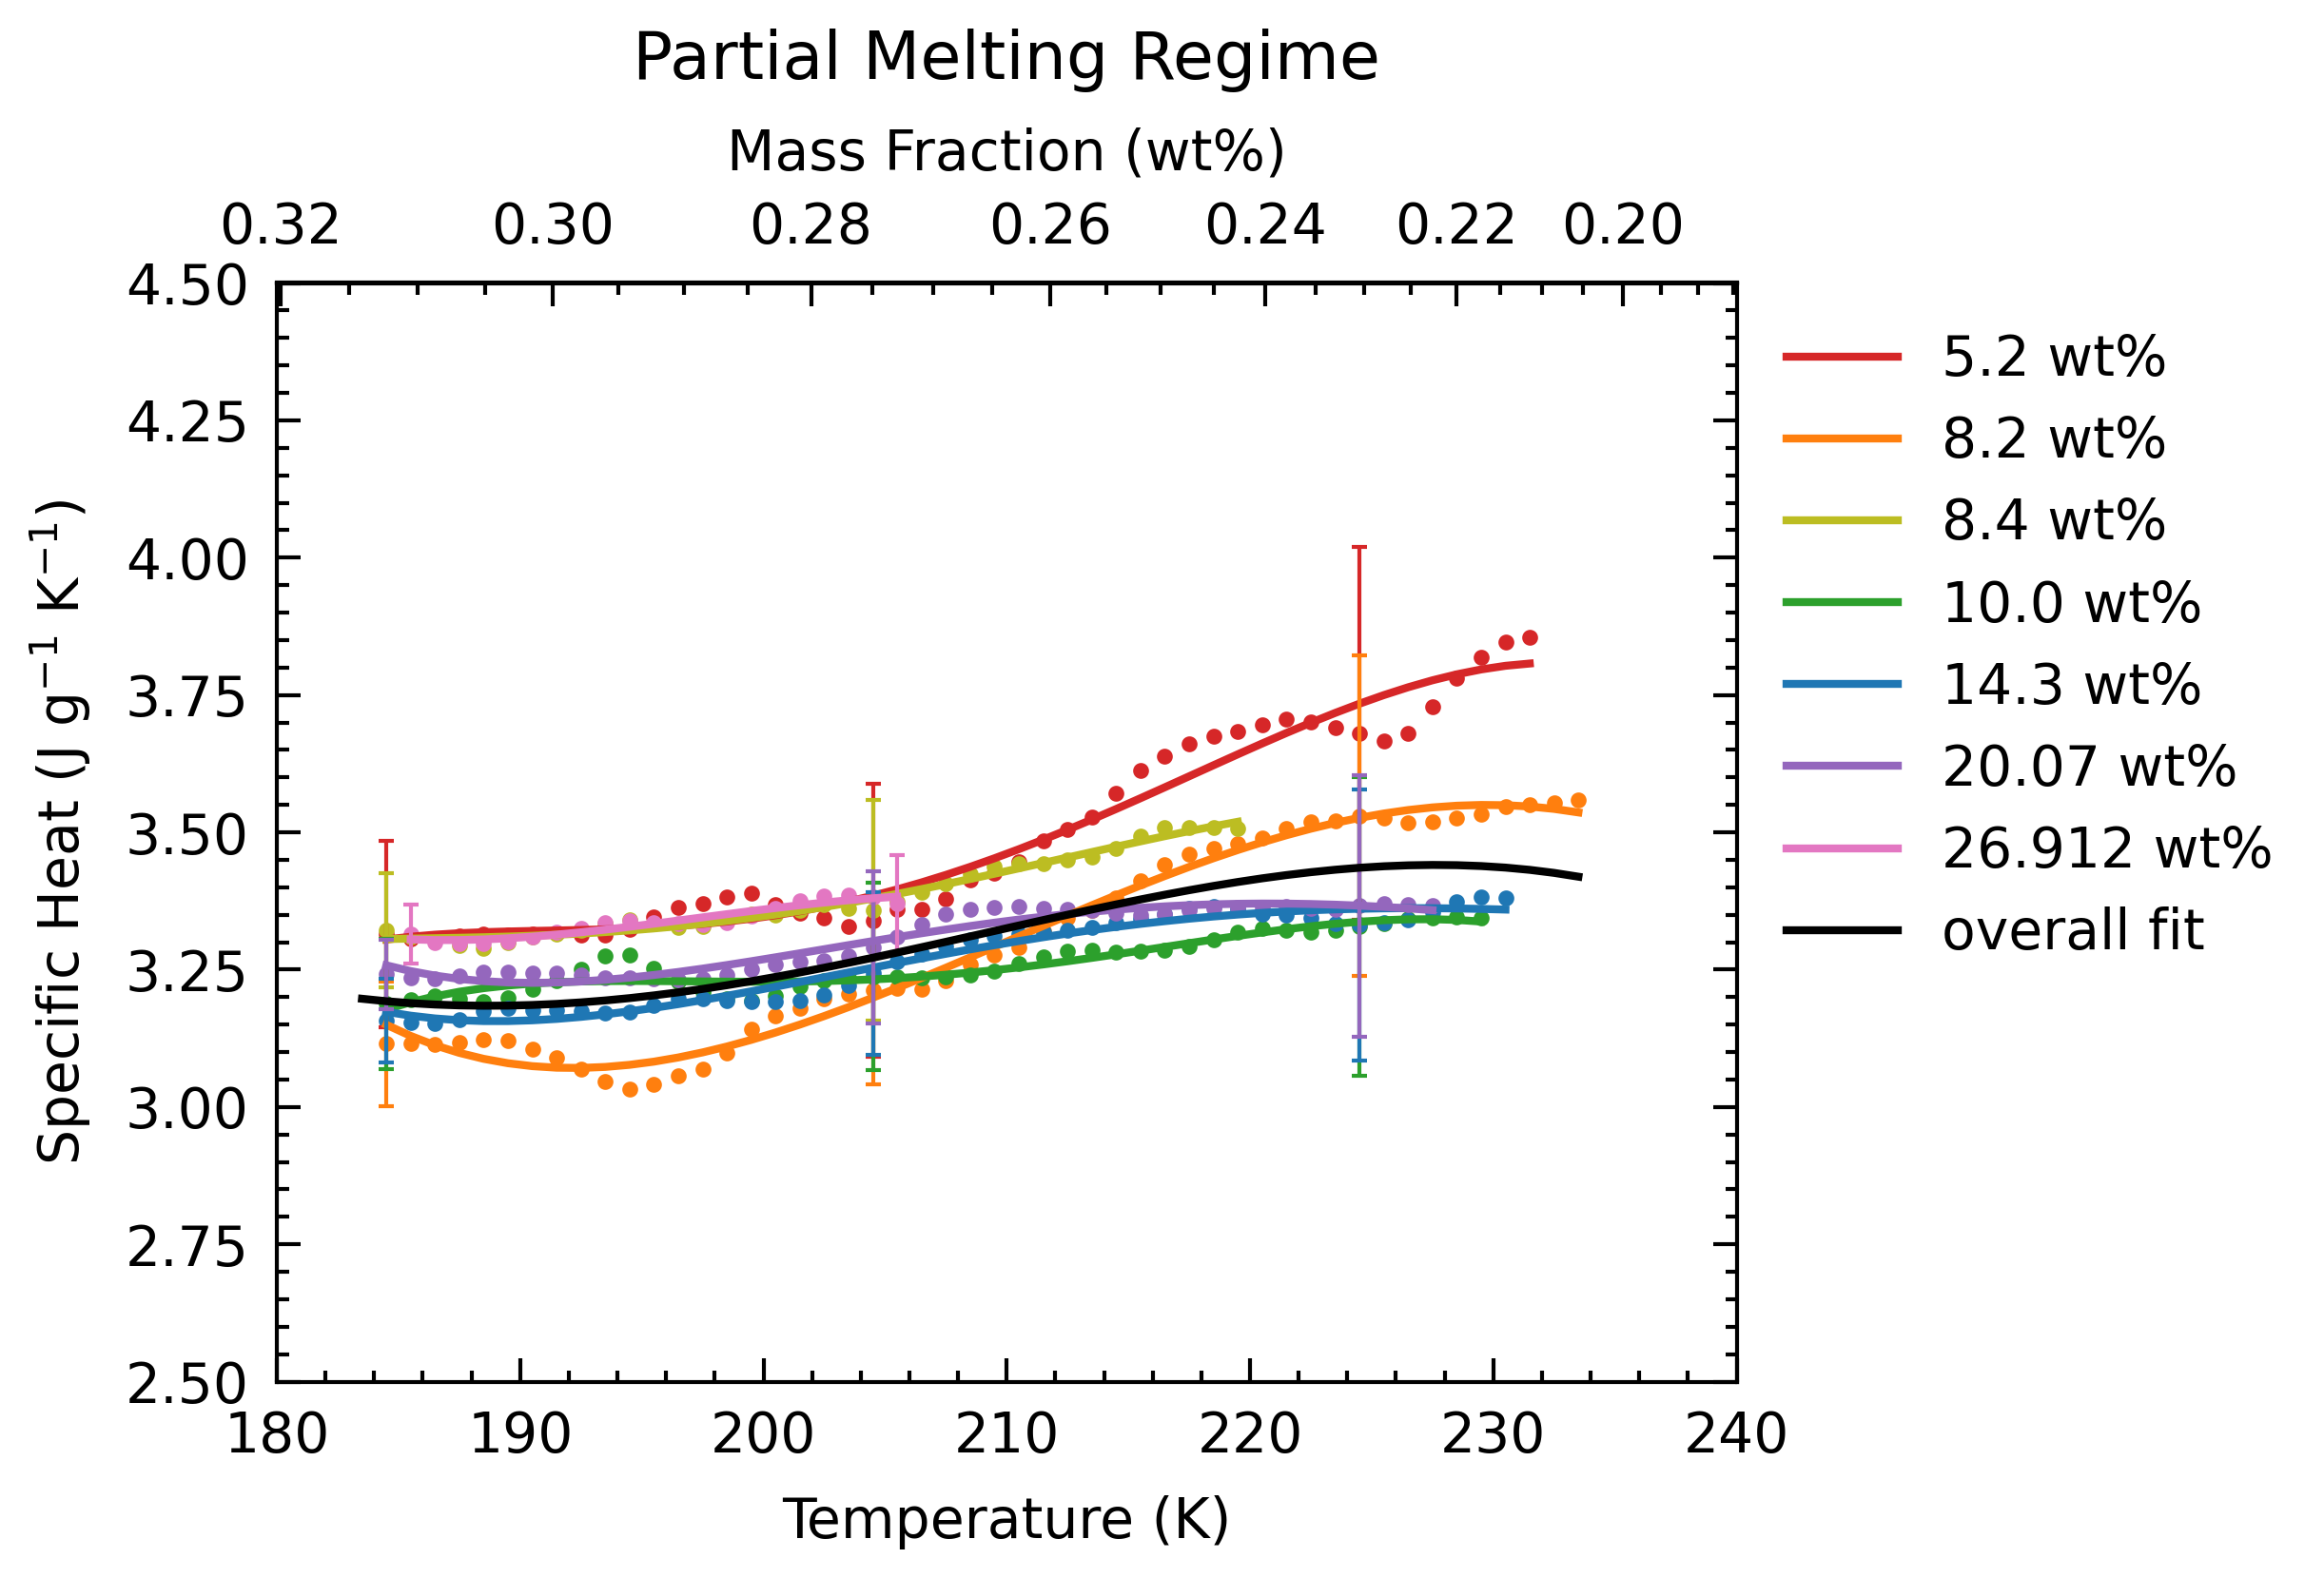 Partial Melting Regime
Mass Fraction (wt%)
0.32 0.30 0.28 0.26 0.24 0.22 0.20
4.50
4.25
4.00
3.75
3.50
3.25
3.00
2.75
2.50
Specific Heat (J g⁻¹ K⁻¹)
180 190 200 210 220 230 240
Temperature (K)
5.2 wt%
8.2 wt%
8.4 wt%
10.0 wt%
14.3 wt%
20.07 wt%
26.912 wt%
overall fit